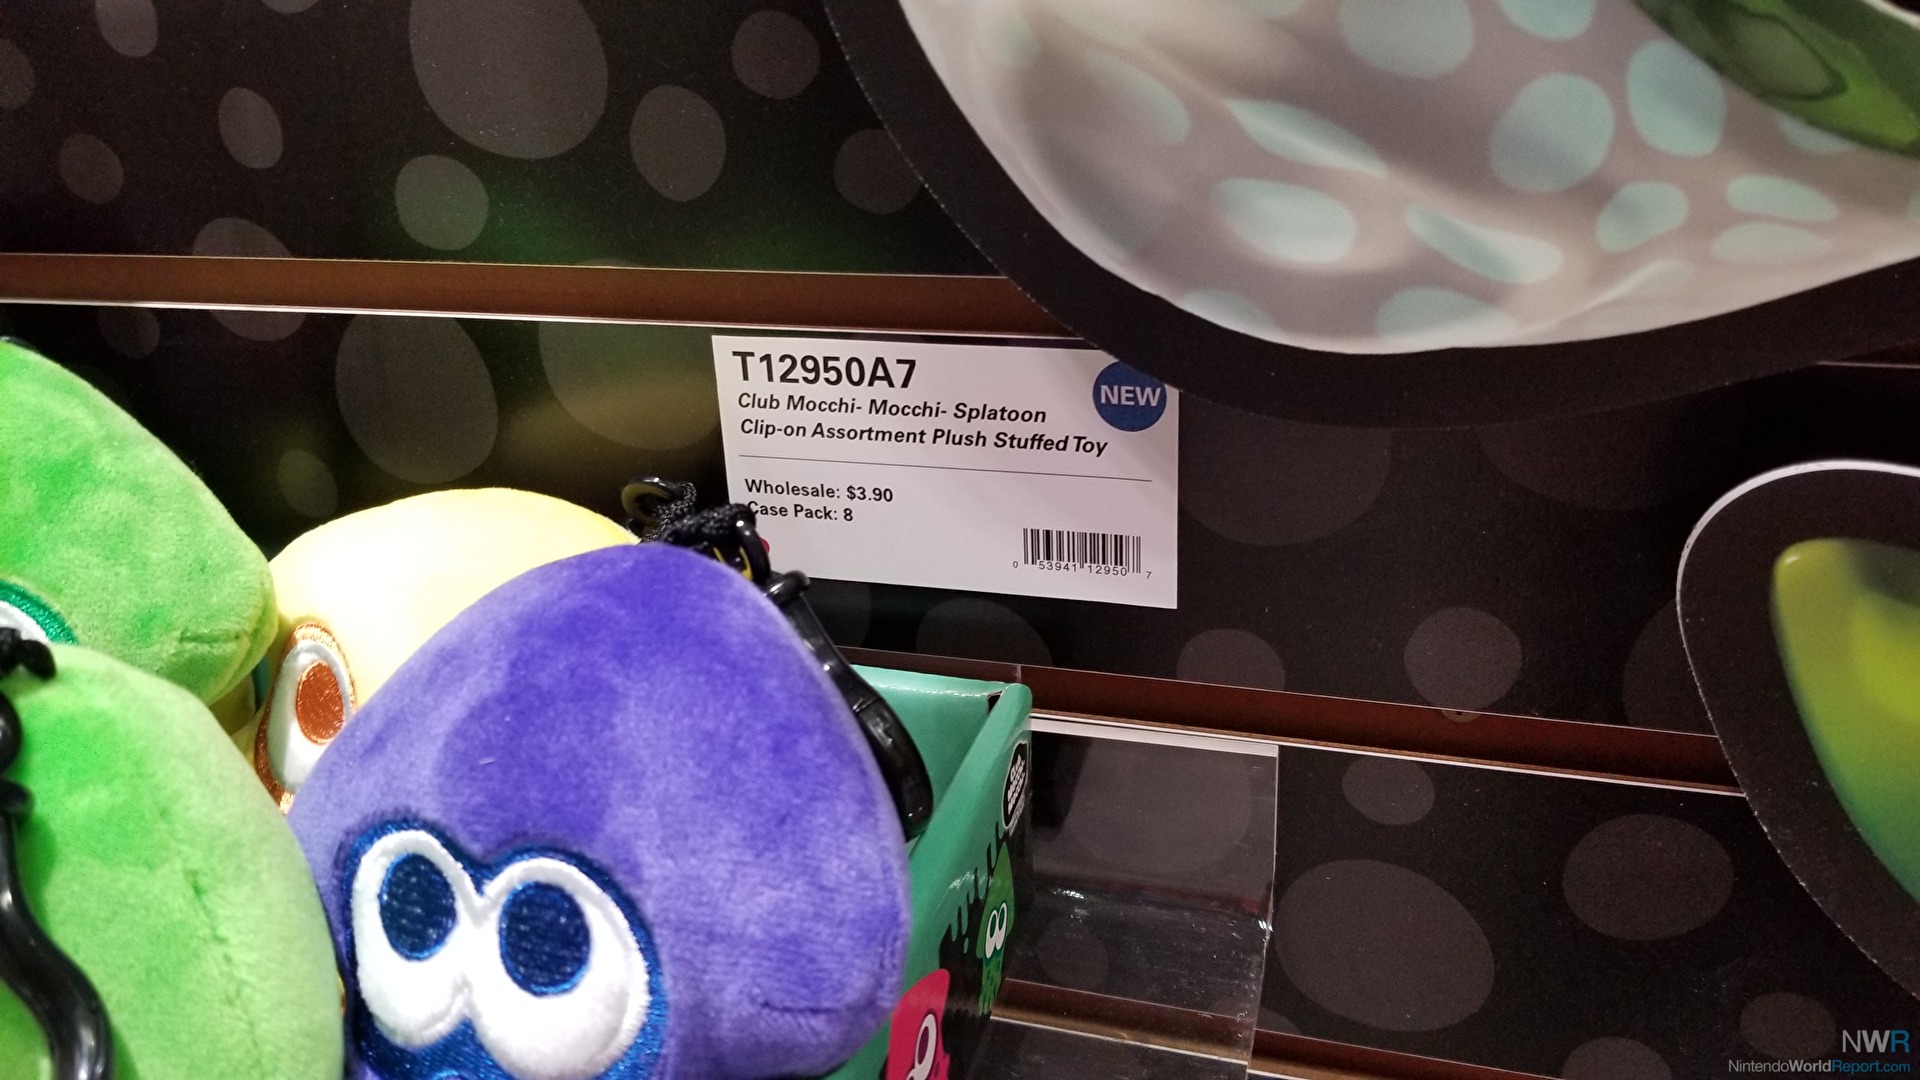 T12950A7
NEW
Club Mocchi- Mocchi- Splatoon
Clip-on Assortment Plush Stuffed Toy
Wholesale: $3.90
Case Pack: 8
0 53941 12950 7
NWR
NintendoWorldReport.com